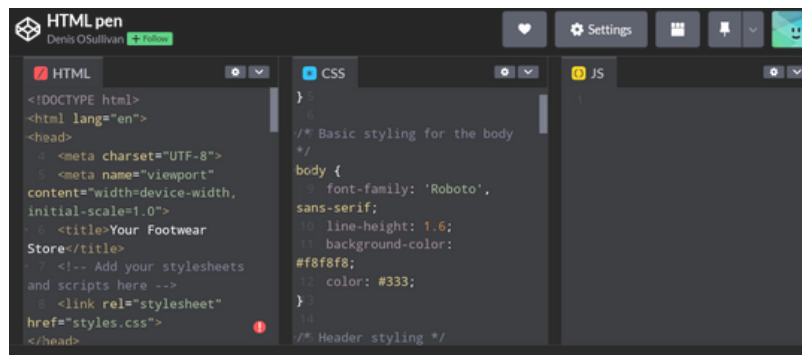 HTML pen
Denis OSullivan + Follow
Settings
HTML
<!DOCTYPE html>
<html lang="en">
<head>
4 <meta charset="UTF-8">
5 <meta name="viewport"
content="width=device-width,
initial-scale=1.0">
6 <title>Your Footwear
Store</title>
7 <!-- Add your stylesheets
and scripts here -->
8 <link rel="stylesheet"
href="styles.css">
</head>
CSS
} 5
6
/* Basic styling for the body
*/
body {
9 font-family: 'Roboto',
sans-serif;
10 line-height: 1.6;
11 background-color:
#f8f8f8;
12 color: #333;
}
14
/* Header styling */
JS
1